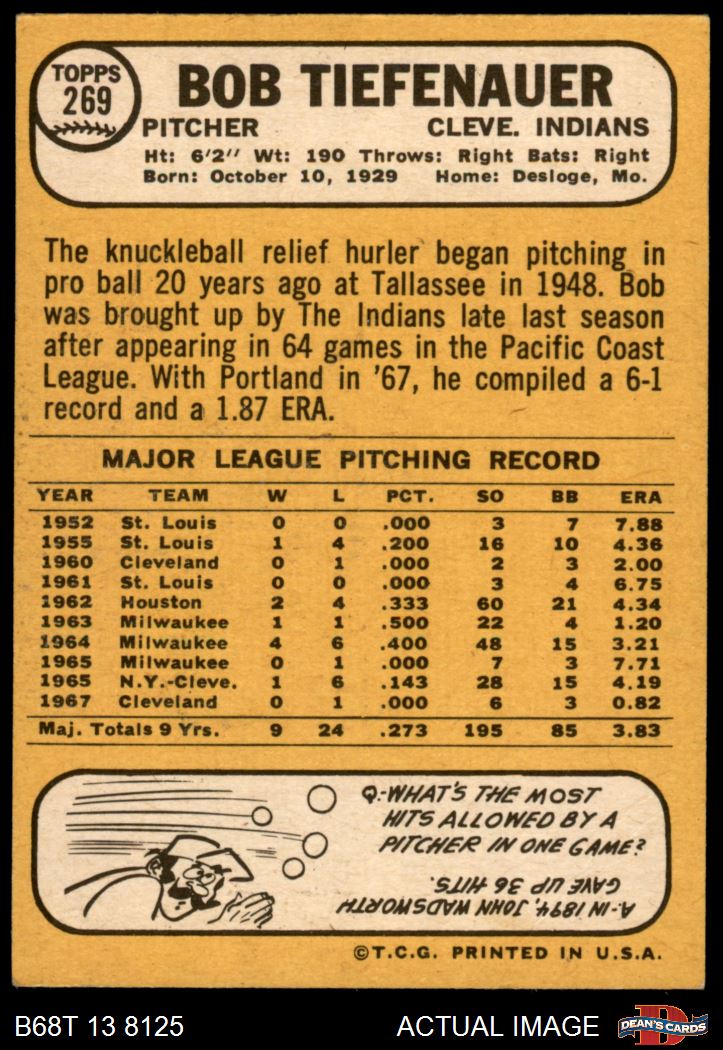 TOPPS
269
BOB TIEFENAUER
PITCHER CLEVE. INDIANS
Ht: 6'2" Wt: 190 Throws: Right Bats: Right
Born: October 10, 1929 Home: Desloge, Mo.
The knuckleball relief hurler began pitching in
pro ball 20 years ago at Tallassee in 1948. Bob
was brought up by The Indians late last season
after appearing in 64 games in the Pacific Coast
League. With Portland in '67, he compiled a 6-1
record and a 1.87 ERA.
MAJOR LEAGUE PITCHING RECORD
YEAR TEAM W L PCT. SO BB ERA
1952 St. Louis 0 0 .000 3 7 7.88
1955 St. Louis 1 4 .200 16 10 4.36
1960 Cleveland 0 1 .000 2 3 2.00
1961 St. Louis 0 0 .000 3 4 6.75
1962 Houston 2 4 .333 60 21 4.34
1963 Milwaukee 1 1 .500 22 4 1.20
1964 Milwaukee 4 6 .400 48 15 3.21
1965 Milwaukee 0 1 .000 7 3 7.71
1965 N.Y.-Cleve. 1 6 .143 28 15 4.19
1967 Cleveland 0 1 .000 6 3 0.82
Maj. Totals 9 Yrs. 9 24 .273 195 85 3.83
Q-WHAT'S THE MOST
HITS ALLOWED BY A
PITCHER IN ONE GAME?
A-IN 1894, JOHN WADSWORTH
GAVE UP 36 HITS.
©T.C.G. PRINTED IN U.S.A.
B68T 13 8125 ACTUAL IMAGE
D
DEAN'S CARDS